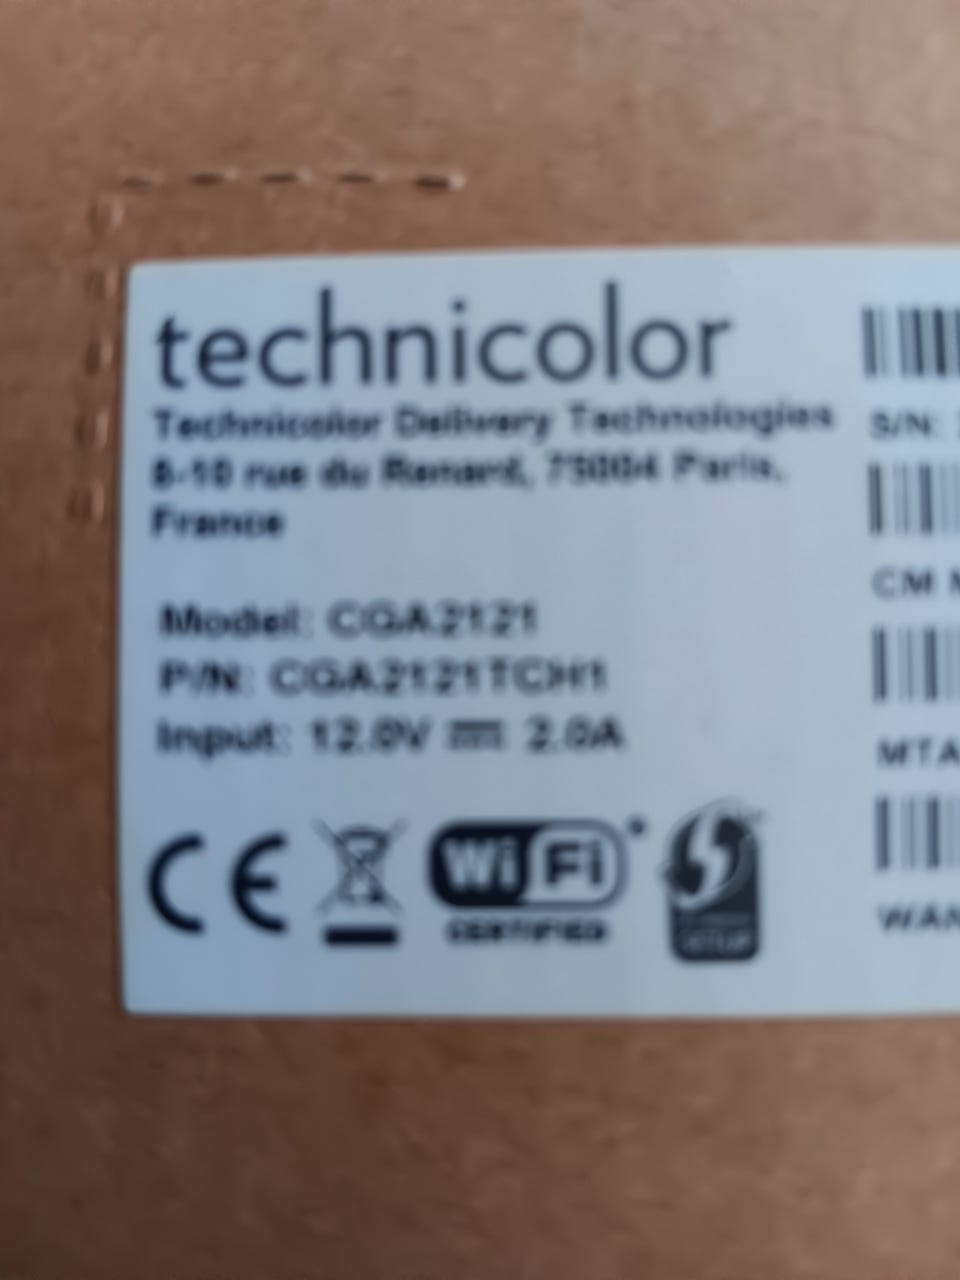 technicolor
Technicolor Delivery Technologies
8-10 rue du Renard, 75004 Paris,
France
Model: CGA2121
P/N: CGA2121TCH1
Input: 12.0V ⎓ 2.0A
CE
Wi Fi
CERTIFIED
SETUP
S/N:
CM
MTA
WAN